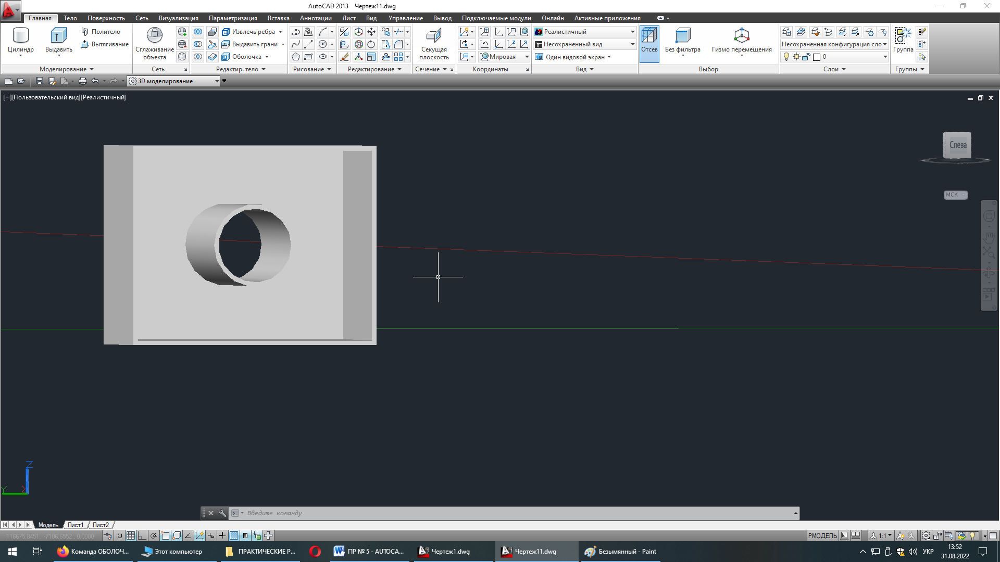 AutoCAD 2013 Чертеж11.dwg
Главная Тело Поверхность Сеть Визуализация Параметризация Вставка Аннотации Лист Вид Управление Вывод Подключаемые модули Онлайн Активные приложения
Политело Извлечь ребра Реалистичный
Вытягивание Выдавить грани Несохраненный вид Несохраненная конфигурация сло
Цилиндр Выдавить Сглаживание объекта Секущая плоскость Отсев Без фильтра Гизмо перемещения Группа
Оболочка Мировая Один видовой экран 0
Моделирование Сеть Редактир. тело Рисование Редактирование Сечение Координаты Вид Выбор Слои Группы
3D моделирование
[−][Пользовательский вид][Реалистичный]
Слева
МСК
Z
Y
Введите команду
Модель Лист1 Лист2
116675.8451, -7106.6552, 0.0000 РМОДЕЛЬ 1:1
Команда ОБОЛОЧ... Этот компьютер ПРАКТИЧЕСКИЕ Р... ПР № 5 - AUTOCA... Чертеж1.dwg Чертеж11.dwg Безымянный - Paint УКР
13:52
31.08.2022